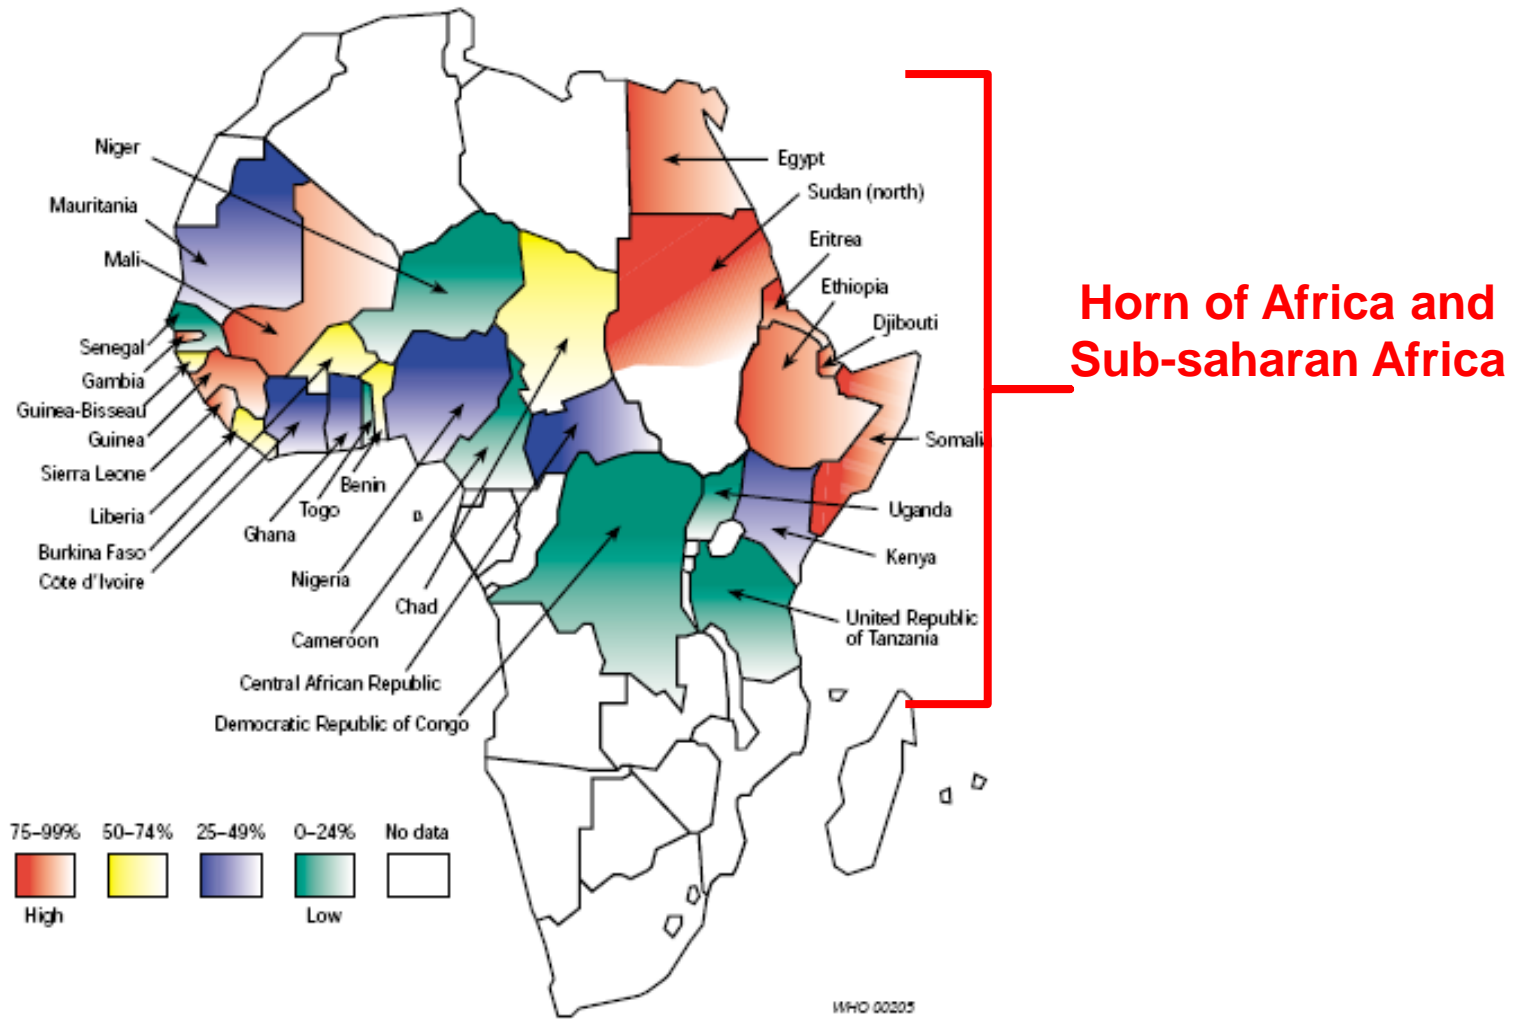 Niger
Mauritania
Mali
Senegal
Gambia
Guinea-Bisseau
Guinea
Sierra Leone
Liberia
Burkina Faso
Côte d'Ivoire
Ghana
Togo
Benin
Nigeria
Cameroon
Chad
Central African Republic
Democratic Republic of Congo
Egypt
Sudan (north)
Eritrea
Ethiopia
Djibouti
Somali
Uganda
Kenya
United Republic
of Tanzania
Horn of Africa and
Sub-saharan Africa
75–99% 50–74% 25–49% 0–24% No data
High Low
WHO 00205